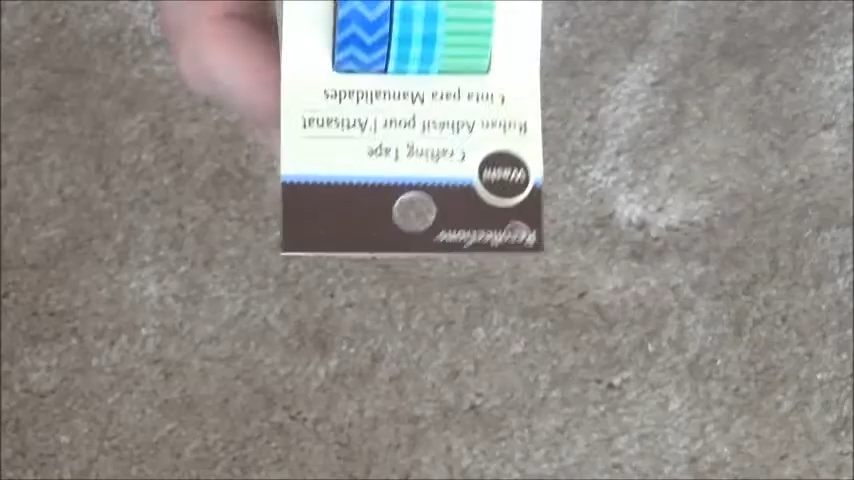 Recollections
Washi
Crafting Tape
Ruban Adhésif pour l'Artisanat
Cinta para Manualidades